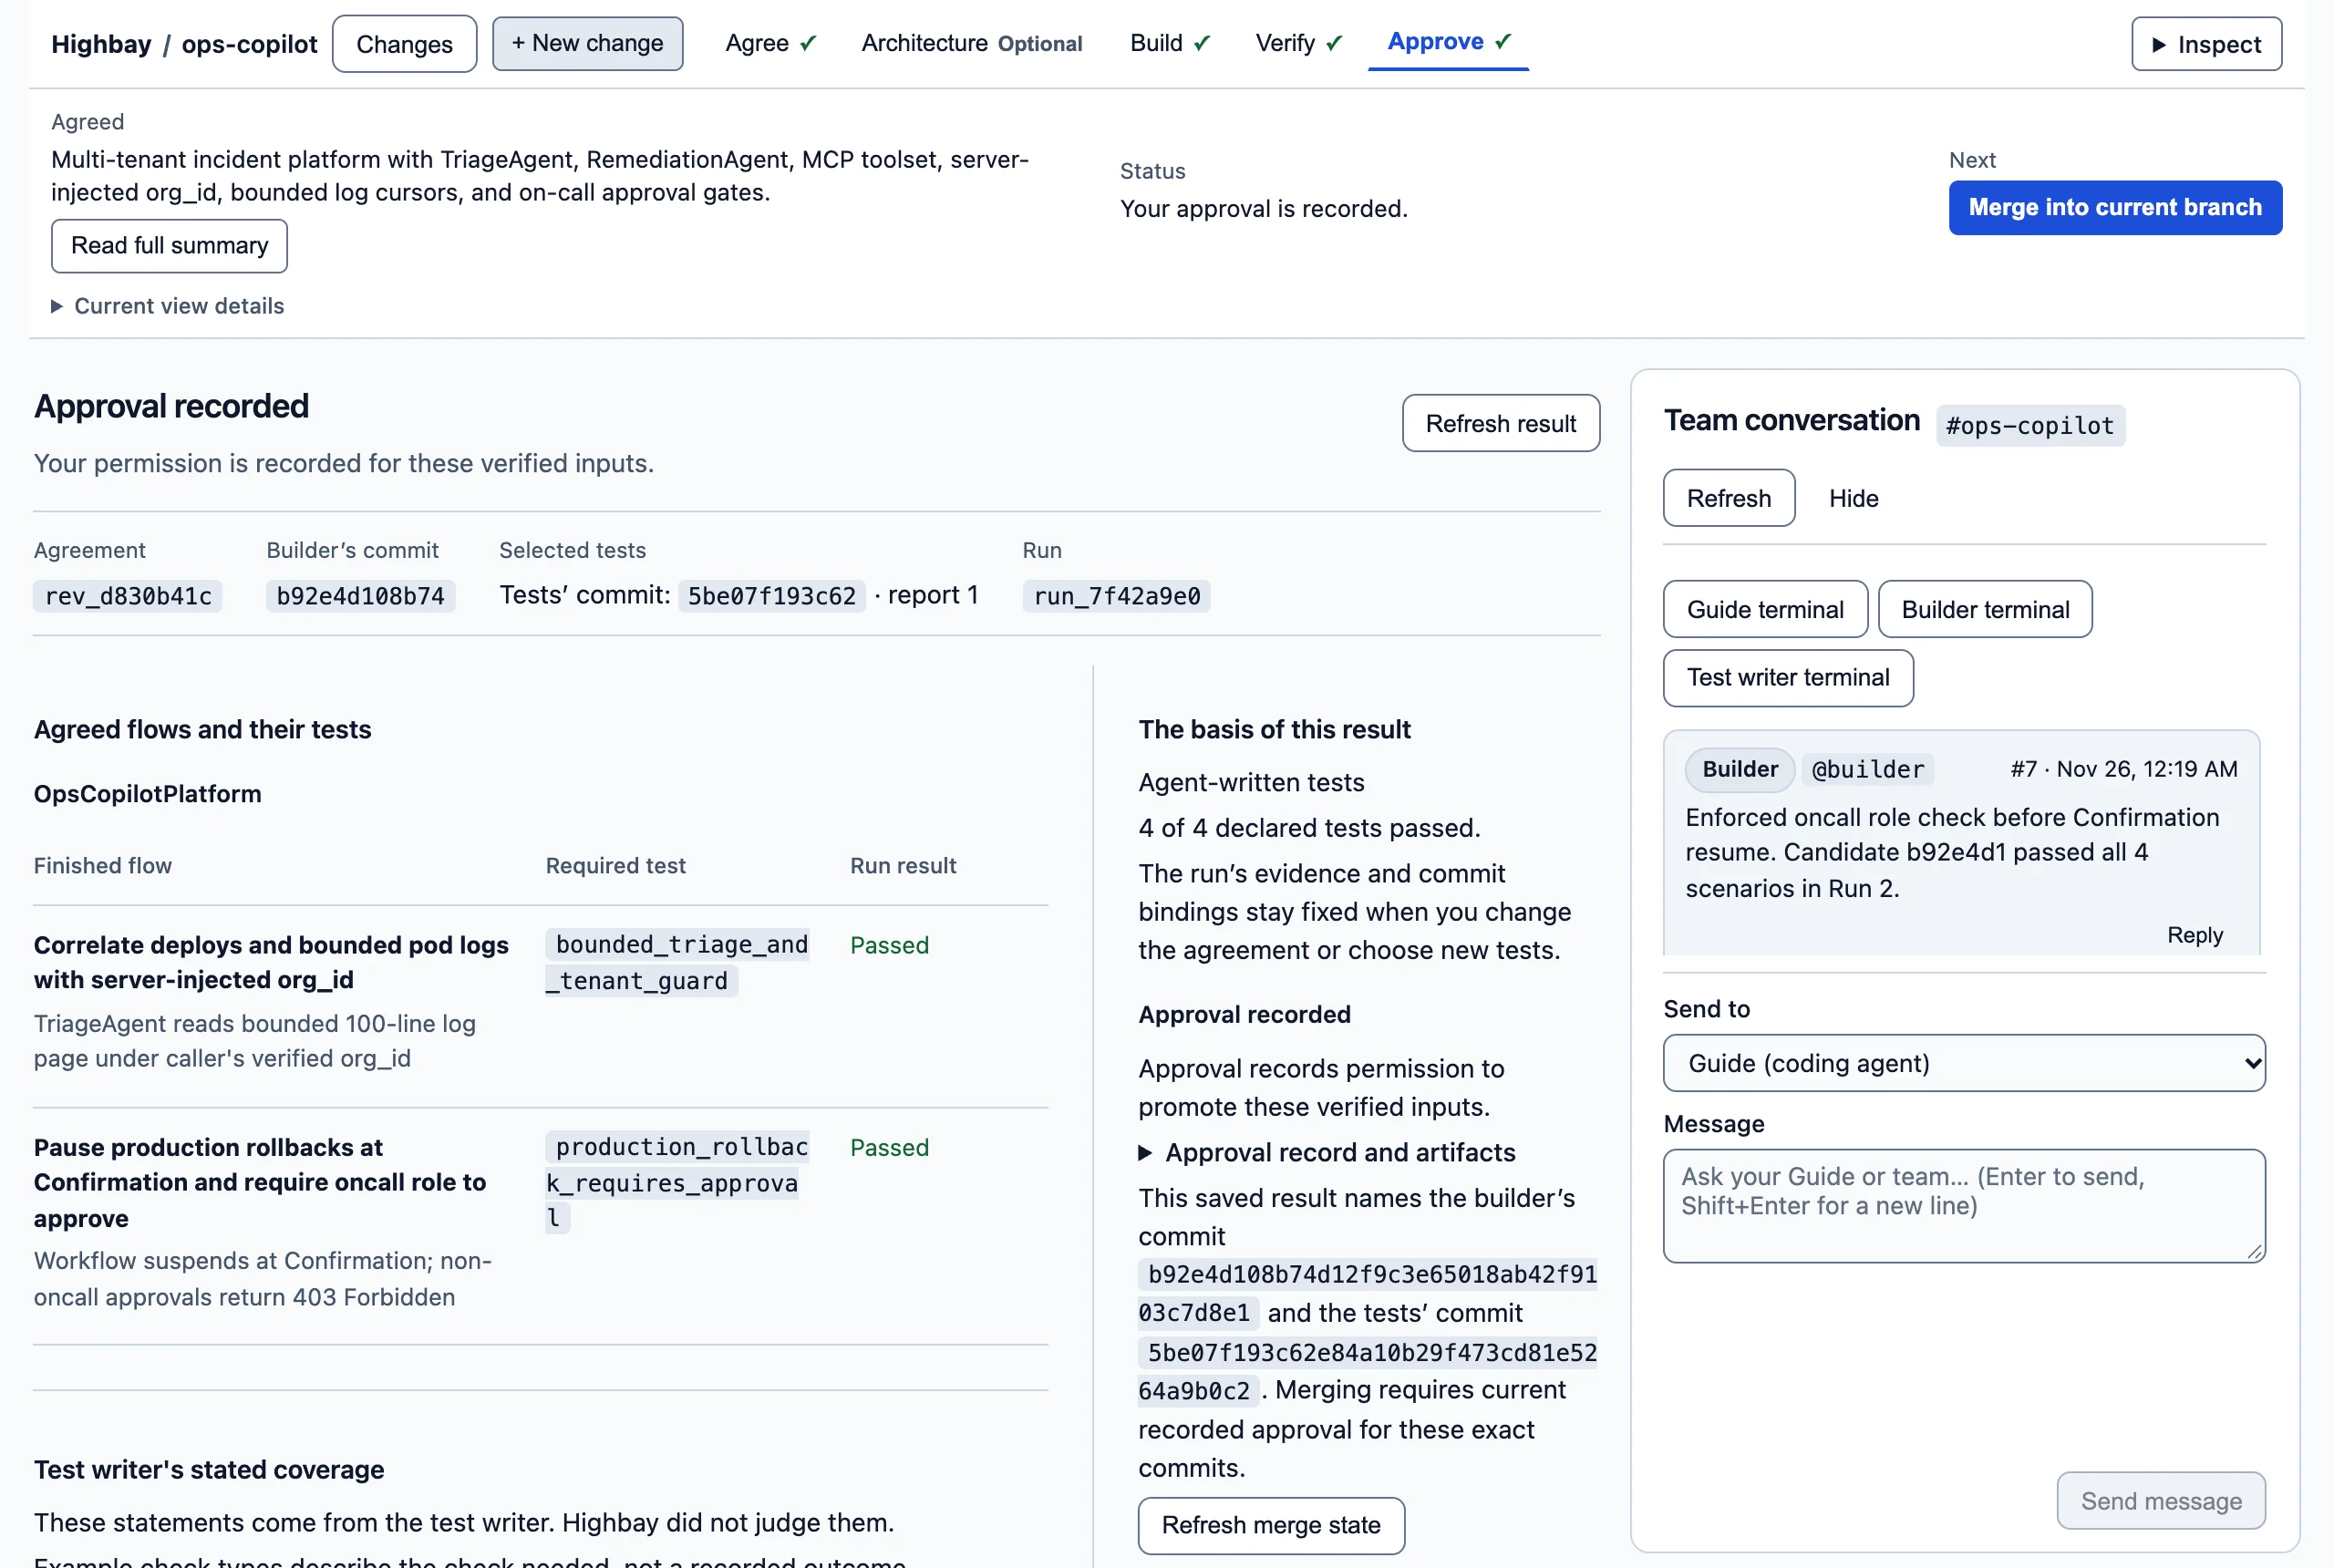 Highbay / ops-copilot
Changes
+ New change
Agree ✓
Architecture Optional
Build ✓
Verify ✓
Approve ✓
▶ Inspect
Agreed
Multi-tenant incident platform with TriageAgent, RemediationAgent, MCP toolset, server-
injected org_id, bounded log cursors, and on-call approval gates.
Read full summary
▶ Current view details
Status
Your approval is recorded.
Next
Merge into current branch
Approval recorded
Your permission is recorded for these verified inputs.
Refresh result
Agreement
rev_d830b41c
Builder’s commit
b92e4d108b74
Selected tests
Tests’ commit: 5be07f193c62 · report 1
Run
run_7f42a9e0
Agreed flows and their tests
OpsCopilotPlatform
Finished flow
Required test
Run result
Correlate deploys and bounded pod logs
with server-injected org_id
TriageAgent reads bounded 100-line log
page under caller's verified org_id
bounded_triage_and
_tenant_guard
Passed
Pause production rollbacks at
Confirmation and require oncall role to
approve
Workflow suspends at Confirmation; non-
oncall approvals return 403 Forbidden
production_rollbac
k_requires_approva
l
Passed
Test writer's stated coverage
These statements come from the test writer. Highbay did not judge them.
Example check types describe the check needed, not a recorded outcome
The basis of this result
Agent-written tests
4 of 4 declared tests passed.
The run’s evidence and commit
bindings stay fixed when you change
the agreement or choose new tests.
Approval recorded
Approval records permission to
promote these verified inputs.
▶ Approval record and artifacts
This saved result names the builder’s
commit
b92e4d108b74d12f9c3e65018ab42f91
03c7d8e1 and the tests’ commit
5be07f193c62e84a10b29f473cd81e52
64a9b0c2 . Merging requires current
recorded approval for these exact
commits.
Refresh merge state
Team conversation #ops-copilot
Refresh
Hide
Guide terminal
Builder terminal
Test writer terminal
Builder @builder #7 · Nov 26, 12:19 AM
Enforced oncall role check before Confirmation
resume. Candidate b92e4d1 passed all 4
scenarios in Run 2.
Reply
Send to
Guide (coding agent)
Message
Ask your Guide or team... (Enter to send,
Shift+Enter for a new line)
Send message